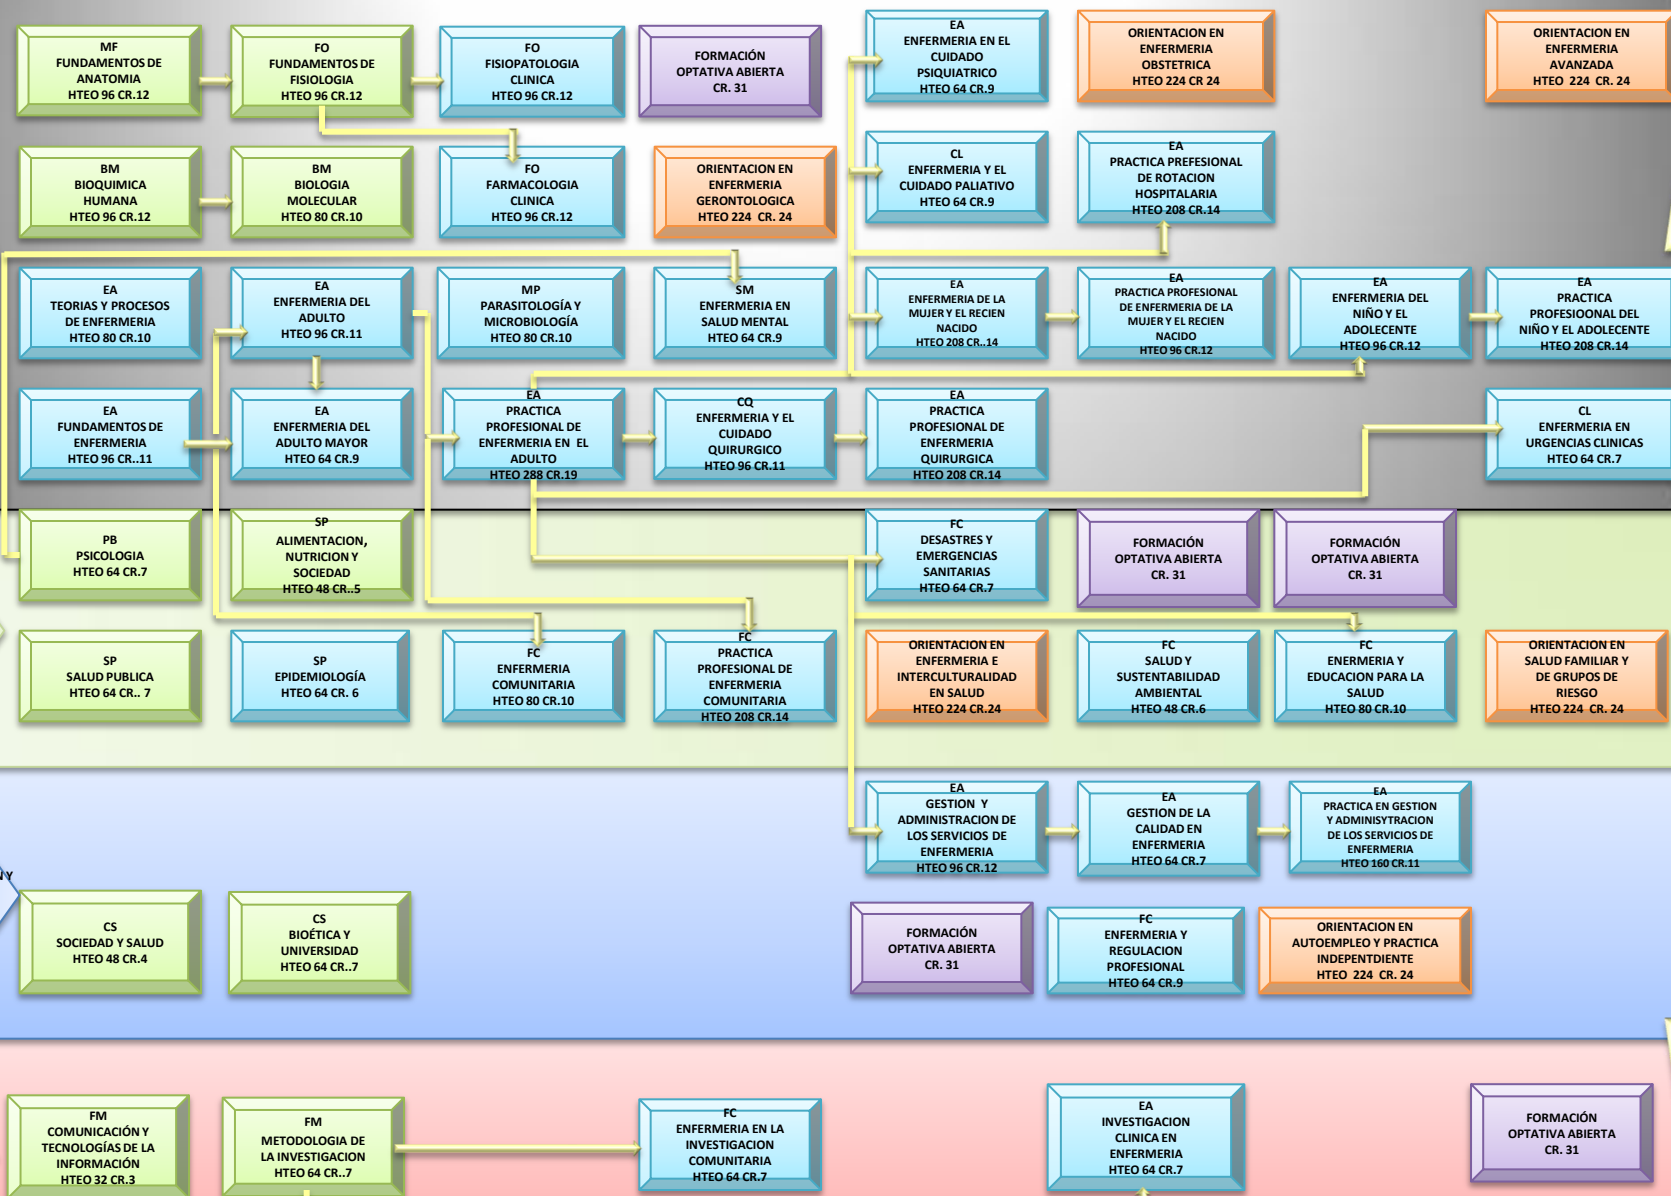 MF
FUNDAMENTOS DE
ANATOMIA
HTEO 96 CR.12
FO
FUNDAMENTOS DE
FISIOLOGIA
HTEO 96 CR.12
FO
FISIOPATOLOGIA
CLINICA
HTEO 96 CR.12
FORMACIÓN
OPTATIVA ABIERTA
CR. 31
EA
ENFERMERIA EN EL
CUIDADO
PSIQUIATRICO
HTEO 64 CR.9
ORIENTACION EN
ENFERMERIA
OBSTETRICA
HTEO 224 CR 24
ORIENTACION EN
ENFERMERIA
AVANZADA
HTEO 224 CR. 24
BM
BIOQUIMICA
HUMANA
HTEO 96 CR.12
BM
BIOLOGIA
MOLECULAR
HTEO 80 CR.10
FO
FARMACOLOGIA
CLINICA
HTEO 96 CR.12
ORIENTACION EN
ENFERMERIA
GERONTOLOGICA
HTEO 224 CR. 24
CL
ENFERMERIA Y EL
CUIDADO PALIATIVO
HTEO 64 CR.9
EA
PRACTICA PREFESIONAL
DE ROTACION
HOSPITALARIA
HTEO 208 CR.14
EA
TEORIAS Y PROCESOS
DE ENFERMERIA
HTEO 80 CR.10
EA
ENFERMERIA DEL
ADULTO
HTEO 96 CR.11
MP
PARASITOLOGÍA Y
MICROBIOLOGÍA
HTEO 80 CR.10
SM
ENFERMERIA EN
SALUD MENTAL
HTEO 64 CR.9
EA
ENFERMERIA DE LA
MUJER Y EL RECIEN
NACIDO
HTEO 208 CR..14
EA
PRACTICA PROFESIONAL
DE ENFERMERIA DE LA
MUJER Y EL RECIEN
NACIDO
HTEO 96 CR.12
EA
ENFERMERIA DEL
NIÑO Y EL
ADOLECENTE
HTEO 96 CR.12
EA
PRACTICA
PROFESIOONAL DEL
NIÑO Y EL ADOLECENTE
HTEO 208 CR.14
EA
FUNDAMENTOS DE
ENFERMERIA
HTEO 96 CR..11
EA
ENFERMERIA DEL
ADULTO MAYOR
HTEO 64 CR.9
EA
PRACTICA
PROFESIONAL DE
ENFERMERIA EN EL
ADULTO
HTEO 288 CR.19
CQ
ENFERMERIA Y EL
CUIDADO
QUIRURGICO
HTEO 96 CR.11
EA
PRACTICA
PROFESIONAL DE
ENFERMERIA
QUIRURGICA
HTEO 208 CR.14
CL
ENFERMERIA EN
URGENCIAS CLINICAS
HTEO 64 CR.7
PB
PSICOLOGIA
HTEO 64 CR.7
SP
ALIMENTACION,
NUTRICION Y
SOCIEDAD
HTEO 48 CR..5
FC
DESASTRES Y
EMERGENCIAS
SANITARIAS
HTEO 64 CR.7
FORMACIÓN
OPTATIVA ABIERTA
CR. 31
FORMACIÓN
OPTATIVA ABIERTA
CR. 31
SP
SALUD PUBLICA
HTEO 64 CR.. 7
SP
EPIDEMIOLOGÍA
HTEO 64 CR. 6
FC
ENFERMERIA
COMUNITARIA
HTEO 80 CR.10
FC
PRACTICA
PROFESIONAL DE
ENFERMERIA
COMUNITARIA
HTEO 208 CR.14
ORIENTACION EN
ENFERMERIA E
INTERCULTURALIDAD
EN SALUD
HTEO 224 CR.24
FC
SALUD Y
SUSTENTABILIDAD
AMBIENTAL
HTEO 48 CR.6
FC
ENERMERIA Y
EDUCACION PARA LA
SALUD
HTEO 80 CR.10
ORIENTACION EN
SALUD FAMILIAR Y
DE GRUPOS DE
RIESGO
HTEO 224 CR. 24
EA
GESTION Y
ADMINISTRACION DE
LOS SERVICIOS DE
ENFERMERIA
HTEO 96 CR.12
EA
GESTION DE LA
CALIDAD EN
ENFERMERIA
HTEO 64 CR.7
EA
PRACTICA EN GESTION
Y ADMINISYTRACION
DE LOS SERVICIOS DE
ENFERMERIA
HTEO 160 CR.11
CS
SOCIEDAD Y SALUD
HTEO 48 CR.4
CS
BIOÉTICA Y
UNIVERSIDAD
HTEO 64 CR..7
FORMACIÓN
OPTATIVA ABIERTA
CR. 31
FC
ENFERMERIA Y
REGULACION
PROFESIONAL
HTEO 64 CR.9
ORIENTACION EN
AUTOEMPLEO Y PRACTICA
INDEPENTDIENTE
HTEO 224 CR. 24
FM
COMUNICACIÓN Y
TECNOLOGÍAS DE LA
INFORMACIÓN
HTEO 32 CR.3
FM
METODOLOGIA DE
LA INVESTIGACION
HTEO 64 CR..7
FC
ENFERMERIA EN LA
INVESTIGACION
COMUNITARIA
HTEO 64 CR.7
EA
INVESTIGACION
CLINICA EN
ENFERMERIA
HTEO 64 CR.7
FORMACIÓN
OPTATIVA ABIERTA
CR. 31